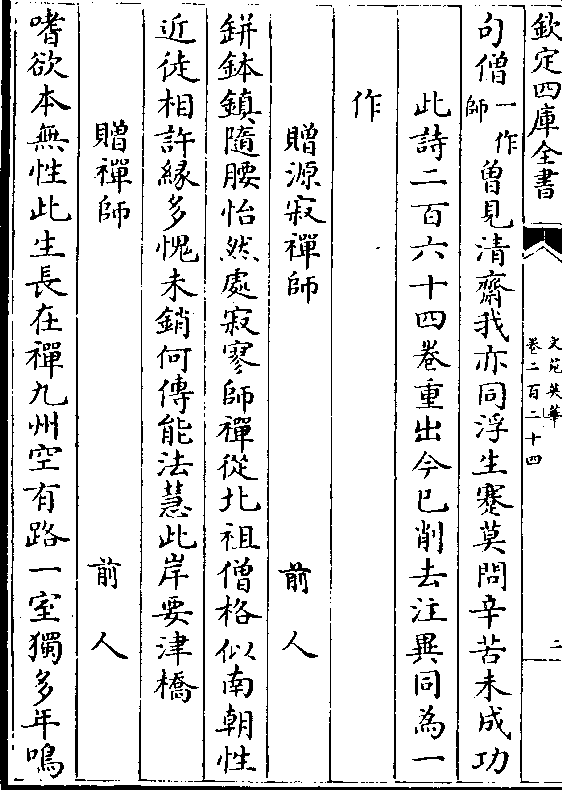 欽定四庫全書
文苑英華
卷二百二十四
二
句僧一作師曽見清齋我亦同浮生蹇莫問辛苦未成功
此詩二百六十四卷重出今已削去注異同為一
作
贈源寂禪師
前人
缾鉢鎮隨腰怡然處寂寥師禪從北祖僧格似南朝性
近徒相許緣多愧未銷何傳能法慧此岸要津橋
贈禪師
前人
嗜欲本無性此生長在禪九州空有路一室獨多年鳴